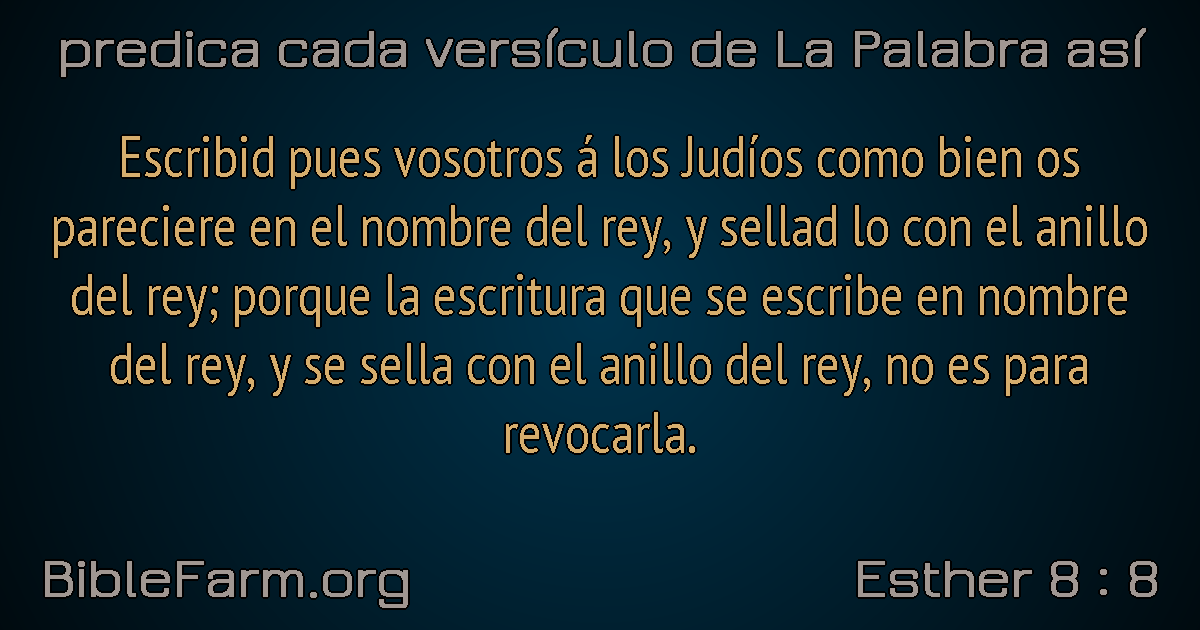 predica cada versículo de La Palabra así
Escribid pues vosotros á los Judíos como bien os
pareciere en el nombre del rey, y sellad lo con el anillo
del rey; porque la escritura que se escribe en nombre
del rey, y se sella con el anillo del rey, no es para
revocarla.
BibleFarm.org
Esther 8 : 8